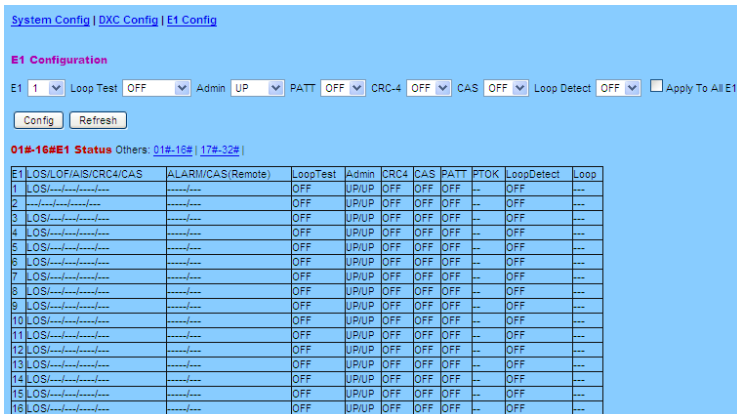 System Config | DXC Config | E1 Config
E1 Configuration
E1 1 Loop Test OFF Admin UP PATT OFF CRC-4 OFF CAS OFF Loop Detect OFF Apply To All E1
Config Refresh
01#-16#E1 Status Others: 01#-16# | 17#-32# |
E1 LOS/LOF/AIS/CRC4/CAS ALARM/CAS(Remote) LoopTest Admin CRC4 CAS PATT PTOK LoopDetect Loop
1 LOS/---/---/----/--- -----/--- OFF UP/UP OFF OFF OFF -- OFF ---
2 ---/---/---/----/--- -----/--- OFF UP/UP OFF OFF OFF -- OFF ---
3 LOS/---/---/----/--- -----/--- OFF UP/UP OFF OFF OFF -- OFF ---
4 LOS/---/---/----/--- -----/--- OFF UP/UP OFF OFF OFF -- OFF ---
5 LOS/---/---/----/--- -----/--- OFF UP/UP OFF OFF OFF -- OFF ---
6 LOS/---/---/----/--- -----/--- OFF UP/UP OFF OFF OFF -- OFF ---
7 LOS/---/---/----/--- -----/--- OFF UP/UP OFF OFF OFF -- OFF ---
8 LOS/---/---/----/--- -----/--- OFF UP/UP OFF OFF OFF -- OFF ---
9 LOS/---/---/----/--- -----/--- OFF UP/UP OFF OFF OFF -- OFF ---
10 LOS/---/---/----/--- -----/--- OFF UP/UP OFF OFF OFF -- OFF ---
11 LOS/---/---/----/--- -----/--- OFF UP/UP OFF OFF OFF -- OFF ---
12 LOS/---/---/----/--- -----/--- OFF UP/UP OFF OFF OFF -- OFF ---
13 LOS/---/---/----/--- -----/--- OFF UP/UP OFF OFF OFF -- OFF ---
14 LOS/---/---/----/--- -----/--- OFF UP/UP OFF OFF OFF -- OFF ---
15 LOS/---/---/----/--- -----/--- OFF UP/UP OFF OFF OFF -- OFF ---
16 LOS/---/---/----/--- -----/--- OFF UP/UP OFF OFF OFF -- OFF ---